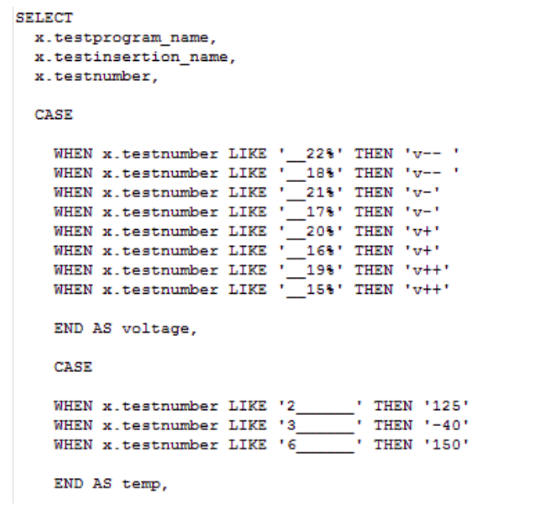 SELECT
x.testprogram_name,
x.testinsertion_name,
x.testnumber,
CASE
WHEN x.testnumber LIKE '__22%' THEN 'v-- '
WHEN x.testnumber LIKE '__18%' THEN 'v-- '
WHEN x.testnumber LIKE '__21%' THEN 'v-'
WHEN x.testnumber LIKE '__17%' THEN 'v-'
WHEN x.testnumber LIKE '__20%' THEN 'v+'
WHEN x.testnumber LIKE '__16%' THEN 'v+'
WHEN x.testnumber LIKE '__19%' THEN 'v++'
WHEN x.testnumber LIKE '__15%' THEN 'v++'
END AS voltage,
CASE
WHEN x.testnumber LIKE '2______' THEN '125'
WHEN x.testnumber LIKE '3______' THEN '-40'
WHEN x.testnumber LIKE '6______' THEN '150'
END AS temp,